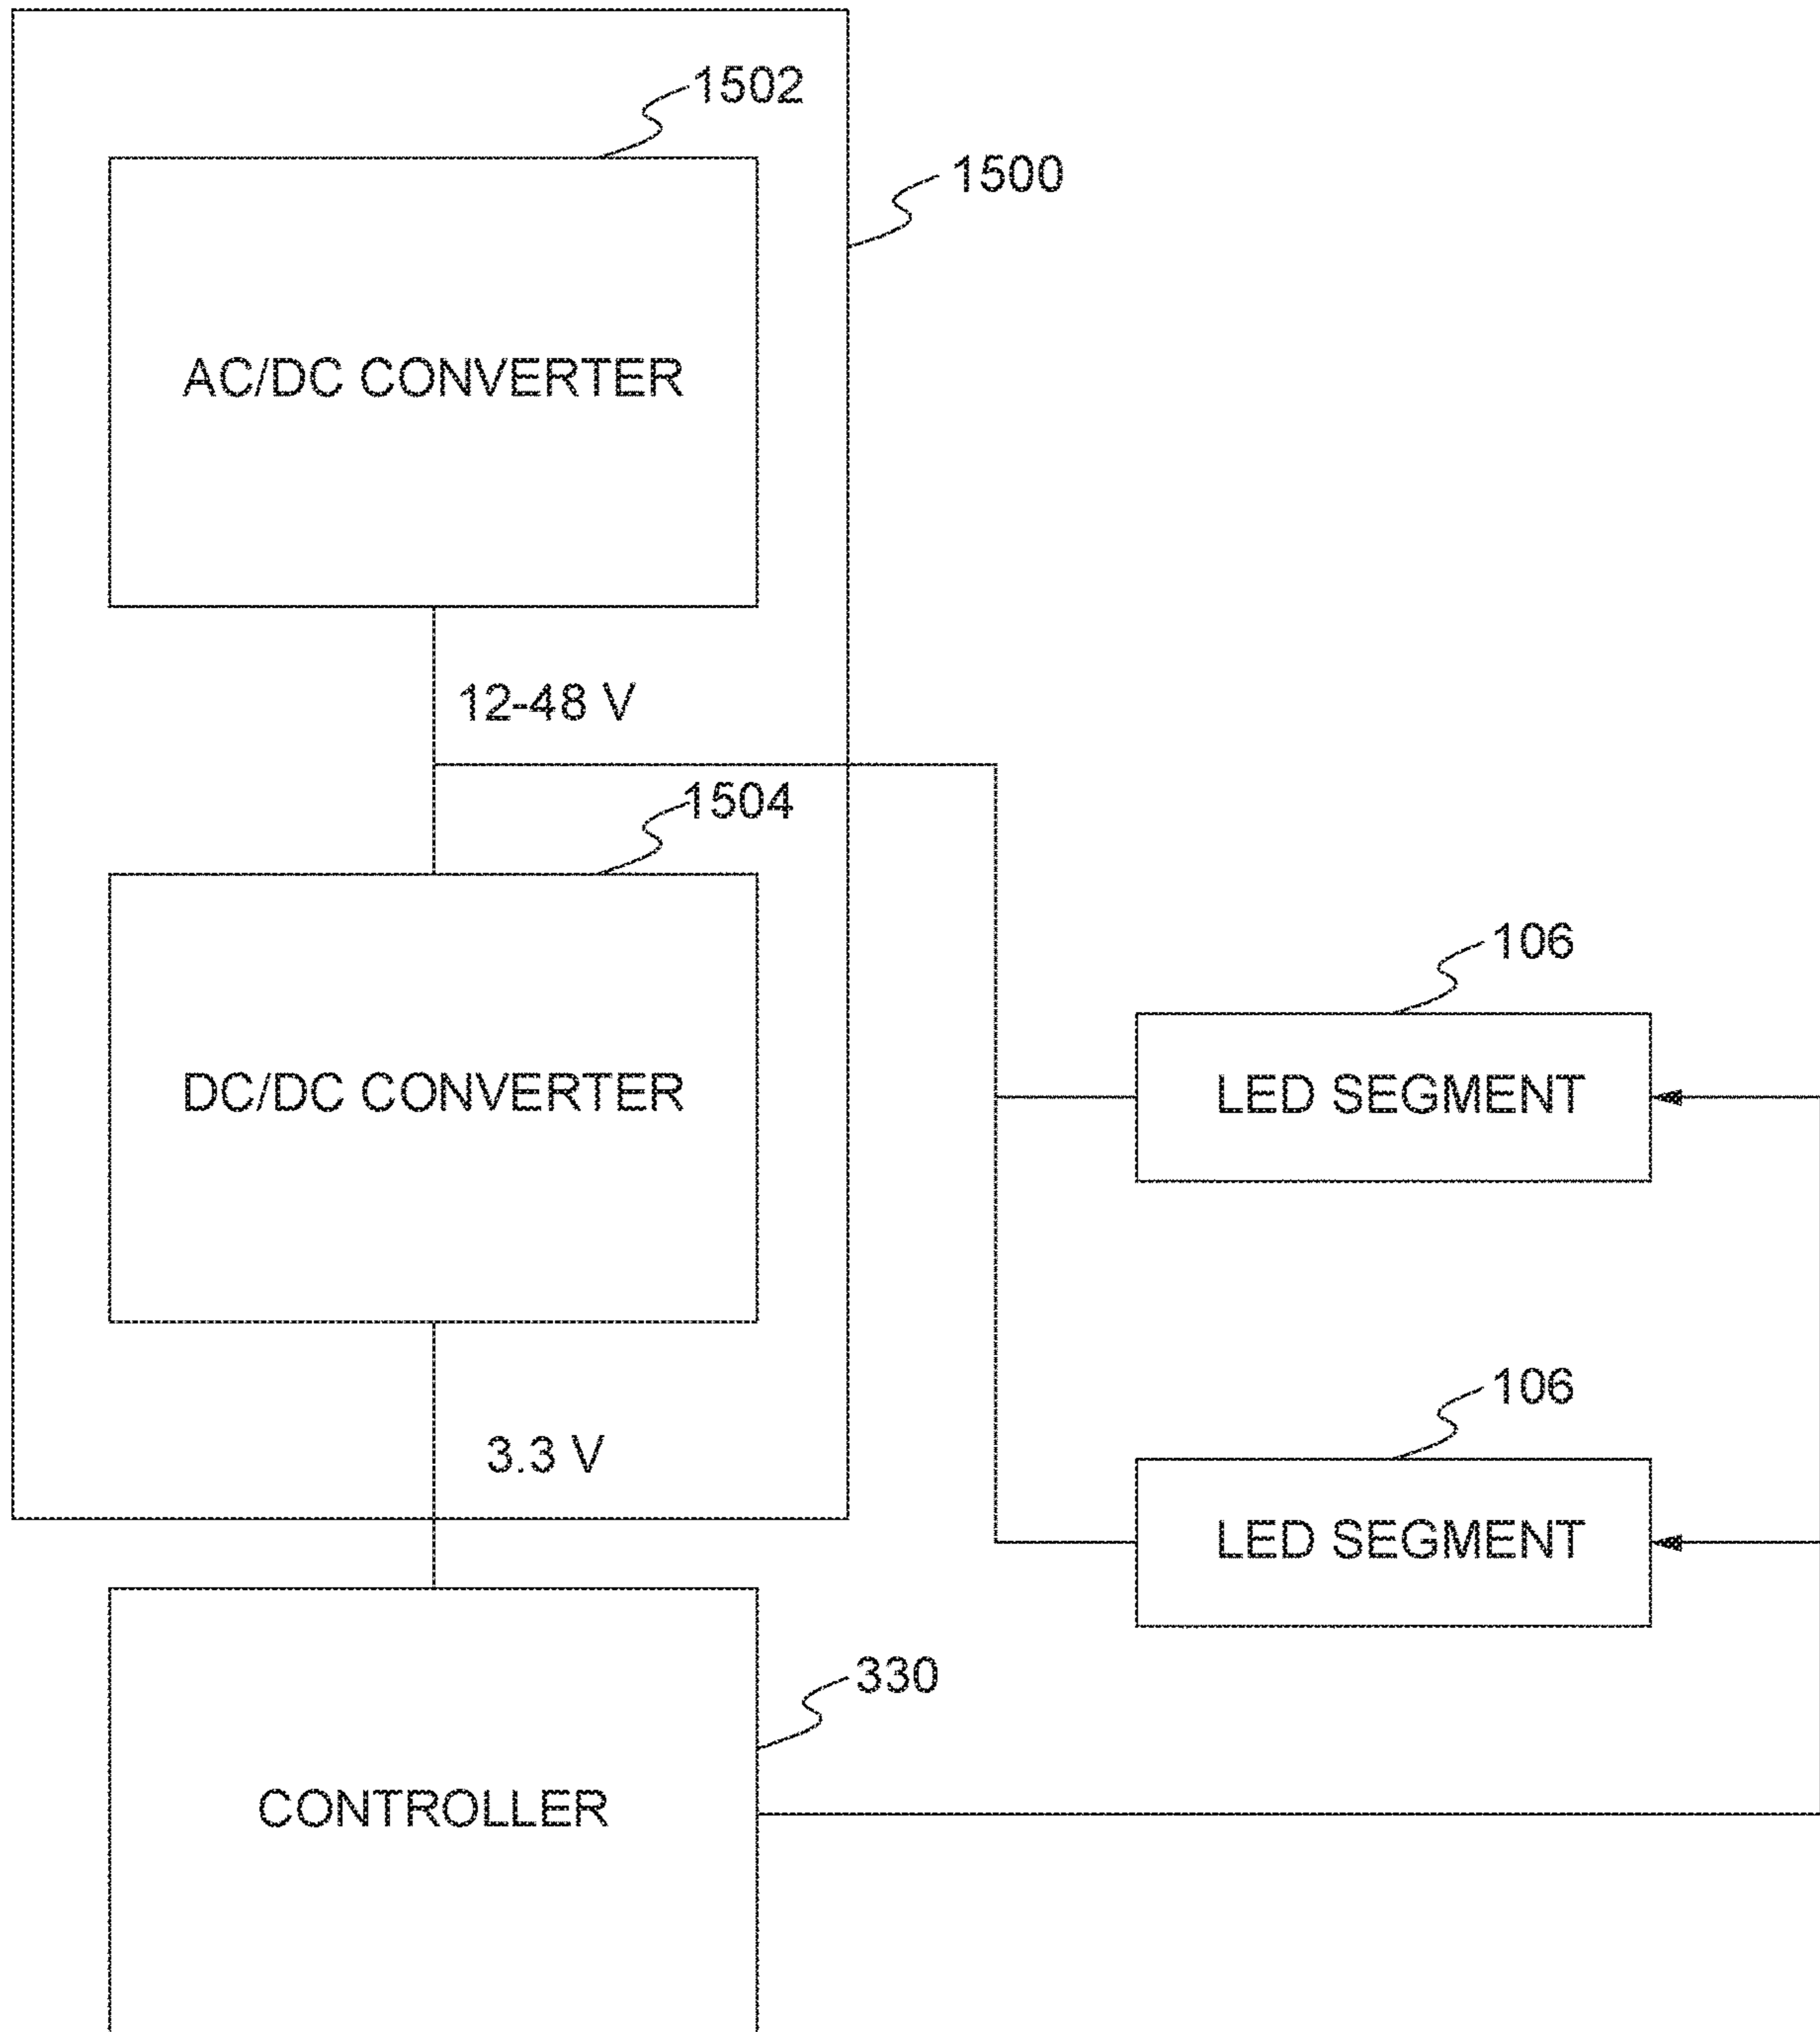 1502
1500
AC/DC CONVERTER
12-48 V
1504
106
DC/DC CONVERTER
LED SEGMENT
106
3.3 V
LED SEGMENT
330
CONTROLLER